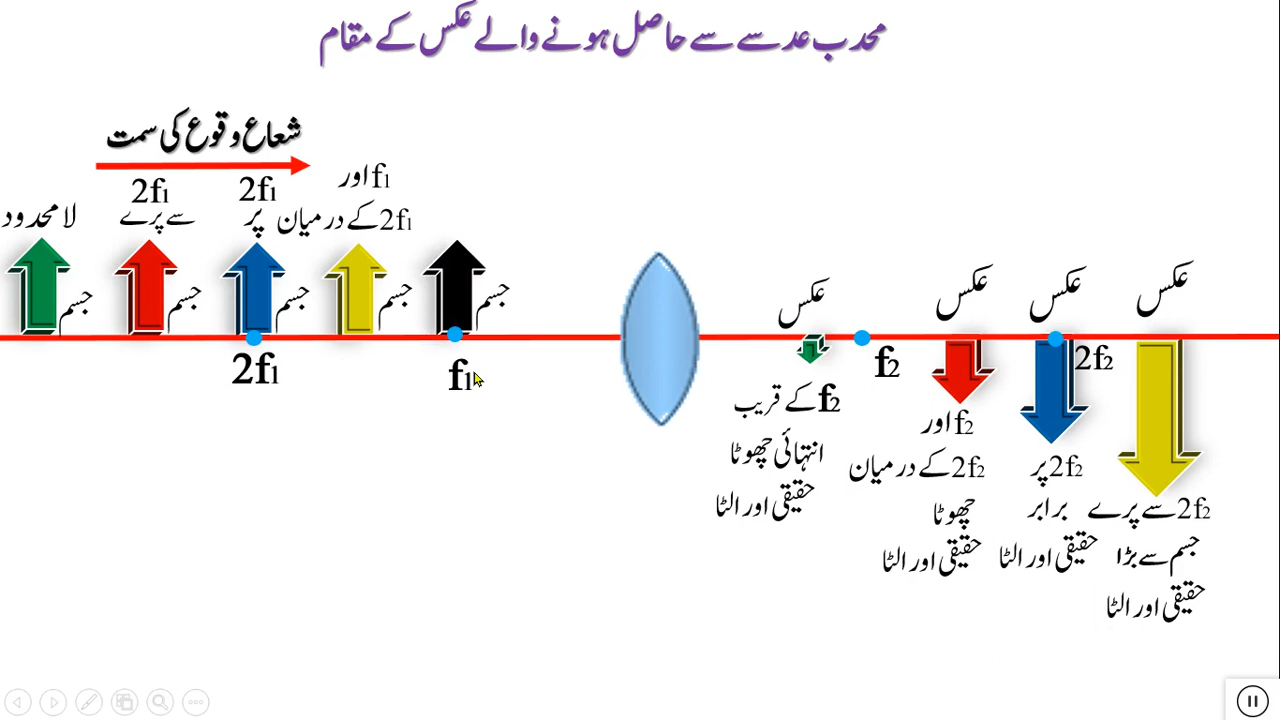 محدب عدسے سے حاصل ہونے والے عکس کے مقام
شعاع وقوع کی سمت
f₁ اور
2f₁ کے درمیان
2f₁
پر
2f₁
سے پرے
لا محدود
جسم
جسم
جسم
جسم
جسم
2f₁
f₁
عکس
عکس
عکس
عکس
f₂
2f₂
f₂ کے قریب
انتہائی چھوٹا
حقیقی اور الٹا
f₂ اور
2f₂ کے درمیان
چھوٹا
حقیقی اور الٹا
2f₂ پر
برابر
حقیقی اور الٹا
2f₂ سے پرے
جسم سے بڑا
حقیقی اور الٹا